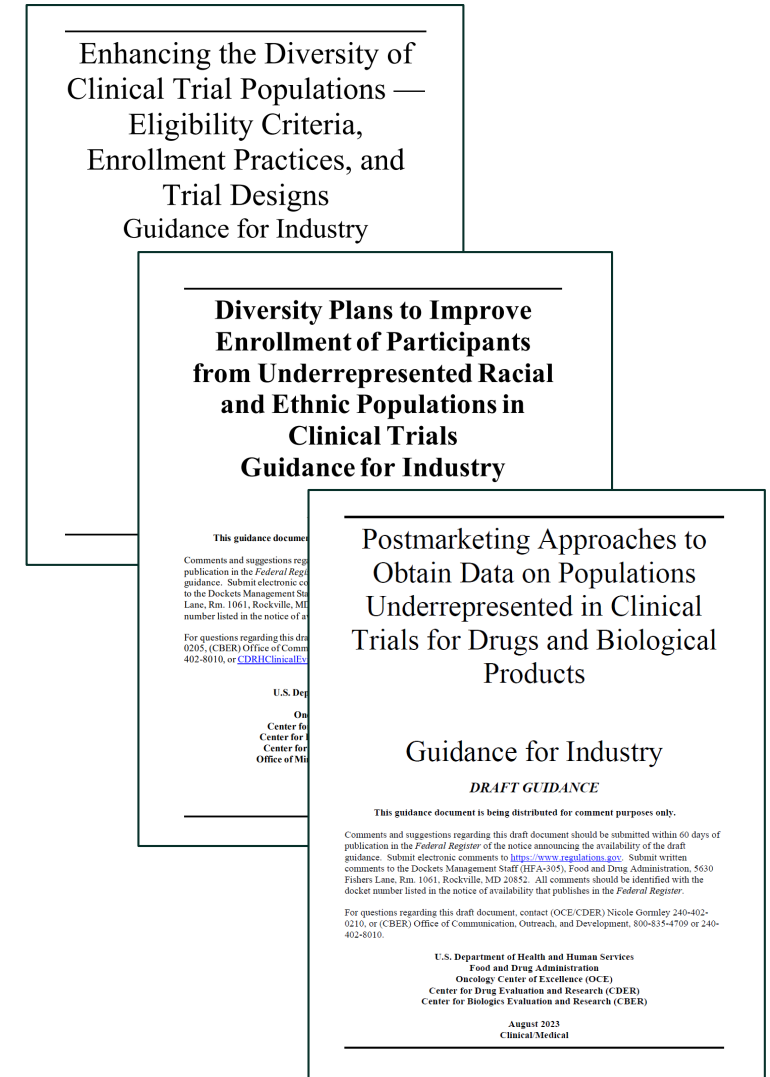 Enhancing the Diversity of
Clinical Trial Populations —
Eligibility Criteria,
Enrollment Practices, and
Trial Designs
Guidance for Industry
Diversity Plans to Improve
Enrollment of Participants
from Underrepresented Racial
and Ethnic Populations in
Clinical Trials
Guidance for Industry
This guidance
Comments and suggestions
publication in the Federal
guidance. Submit electronic
to the Dockets Management
Lane, Rm. 1061, Rockville,
number listed in the notice of
For questions regarding this
0205, (CBER) Office of
402-8010, or
U.S.
Center
Center for
Center for
Office of
Postmarketing Approaches to
Obtain Data on Populations
Underrepresented in Clinical
Trials for Drugs and Biological
Products
Guidance for Industry
DRAFT GUIDANCE
This guidance document is being distributed for comment purposes only.
Comments and suggestions regarding this draft document should be submitted within 60 days of
publication in the Federal Register of the notice announcing the availability of the draft
guidance. Submit electronic comments to https://www.regulations.gov. Submit written
comments to the Dockets Management Staff (HFA-305), Food and Drug Administration, 5630
Fishers Lane, Rm. 1061, Rockville, MD 20852. All comments should be identified with the
docket number listed in the notice of availability that publishes in the Federal Register.
For questions regarding this draft document, contact (OCE/CDER) Nicole Gormley 240-402-
0210, or (CBER) Office of Communication, Outreach, and Development, 800-835-4709 or 240-
402-8010.
U.S. Department of Health and Human Services
Food and Drug Administration
Oncology Center of Excellence (OCE)
Center for Drug Evaluation and Research (CDER)
Center for Biologics Evaluation and Research (CBER)
August 2023
Clinical/Medical